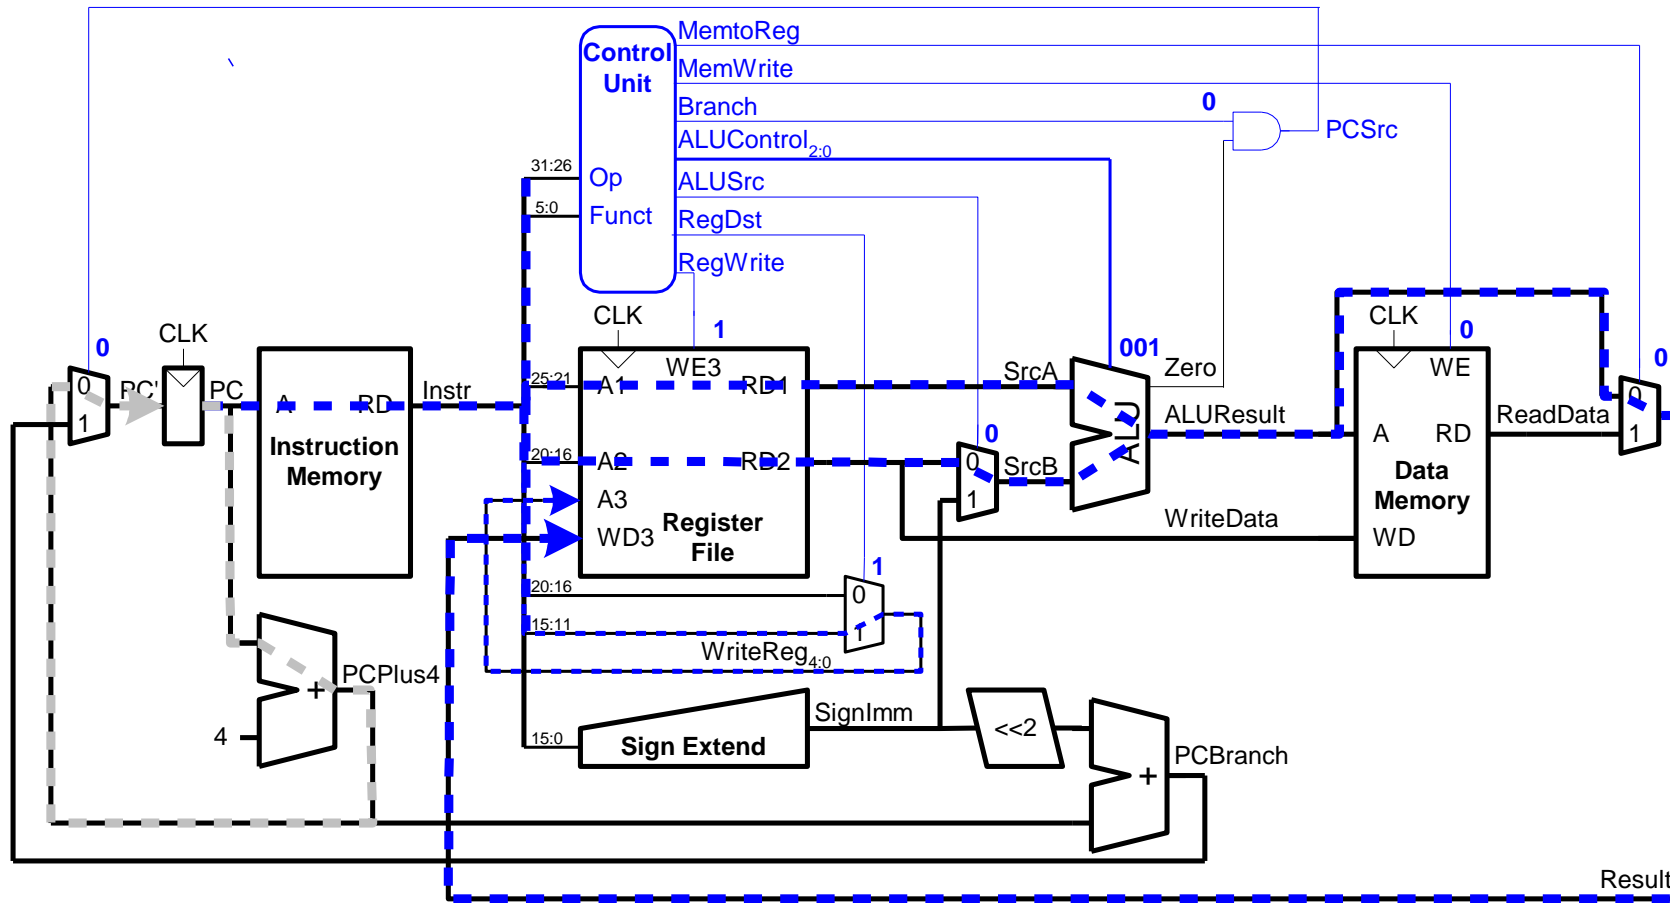 MemtoReg
Control
Unit
MemWrite
Branch
0
PCSrc
ALUControl2:0
31:26
Op
ALUSrc
5:0
Funct
RegDst
RegWrite
CLK
1
CLK
0
0
CLK
001
Zero
0
0
PC'
PC
A
RD
Instr
25:21
A1
WE3
RD1
SrcA
ALU
WE
0
1
Instruction
Memory
20:16
A2
RD2
0
0
SrcB
1
ALUResult
A
RD
ReadData
1
Data
Memory
A3
WD3
Register
File
WriteData
WD
20:16
1
0
15:11
1
WriteReg4:0
PCPlus4
+
4
15:0
Sign Extend
SignImm
<<2
+
PCBranch
Result